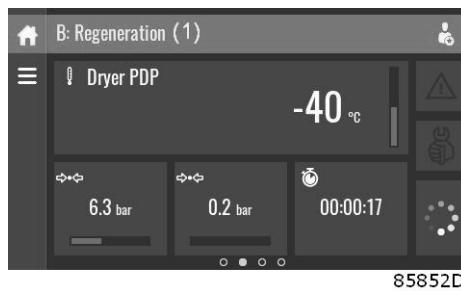 B: Regeneration (1)
Dryer PDP
-40 °C
6.3 bar
0.2 bar
00:00:17
85852D